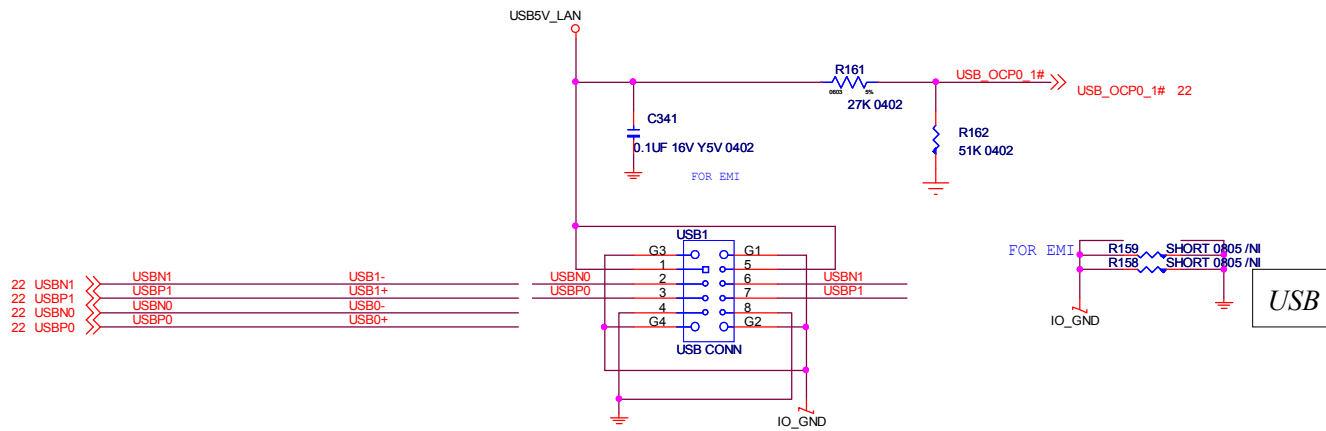 USB5V_LAN
R161
0603 5%
27K 0402
USB_OCP0_1#
USB_OCP0_1# 22
C341
0.1UF 16V Y5V 0402
FOR EMI
R162
51K 0402
USB1
G3 G1
1 5
2 6
3 7
4 8
G4 G2
USB CONN
USBN0 USBN1
USBP0 USBP1
22 USBN1 USBN1 USB1-
22 USBP1 USBP1 USB1+
22 USBN0 USBN0 USB0-
22 USBP0 USBP0 USB0+
IO_GND
FOR EMI
R159 SHORT 0805 /NI
R158 SHORT 0805 /NI
IO_GND
USB